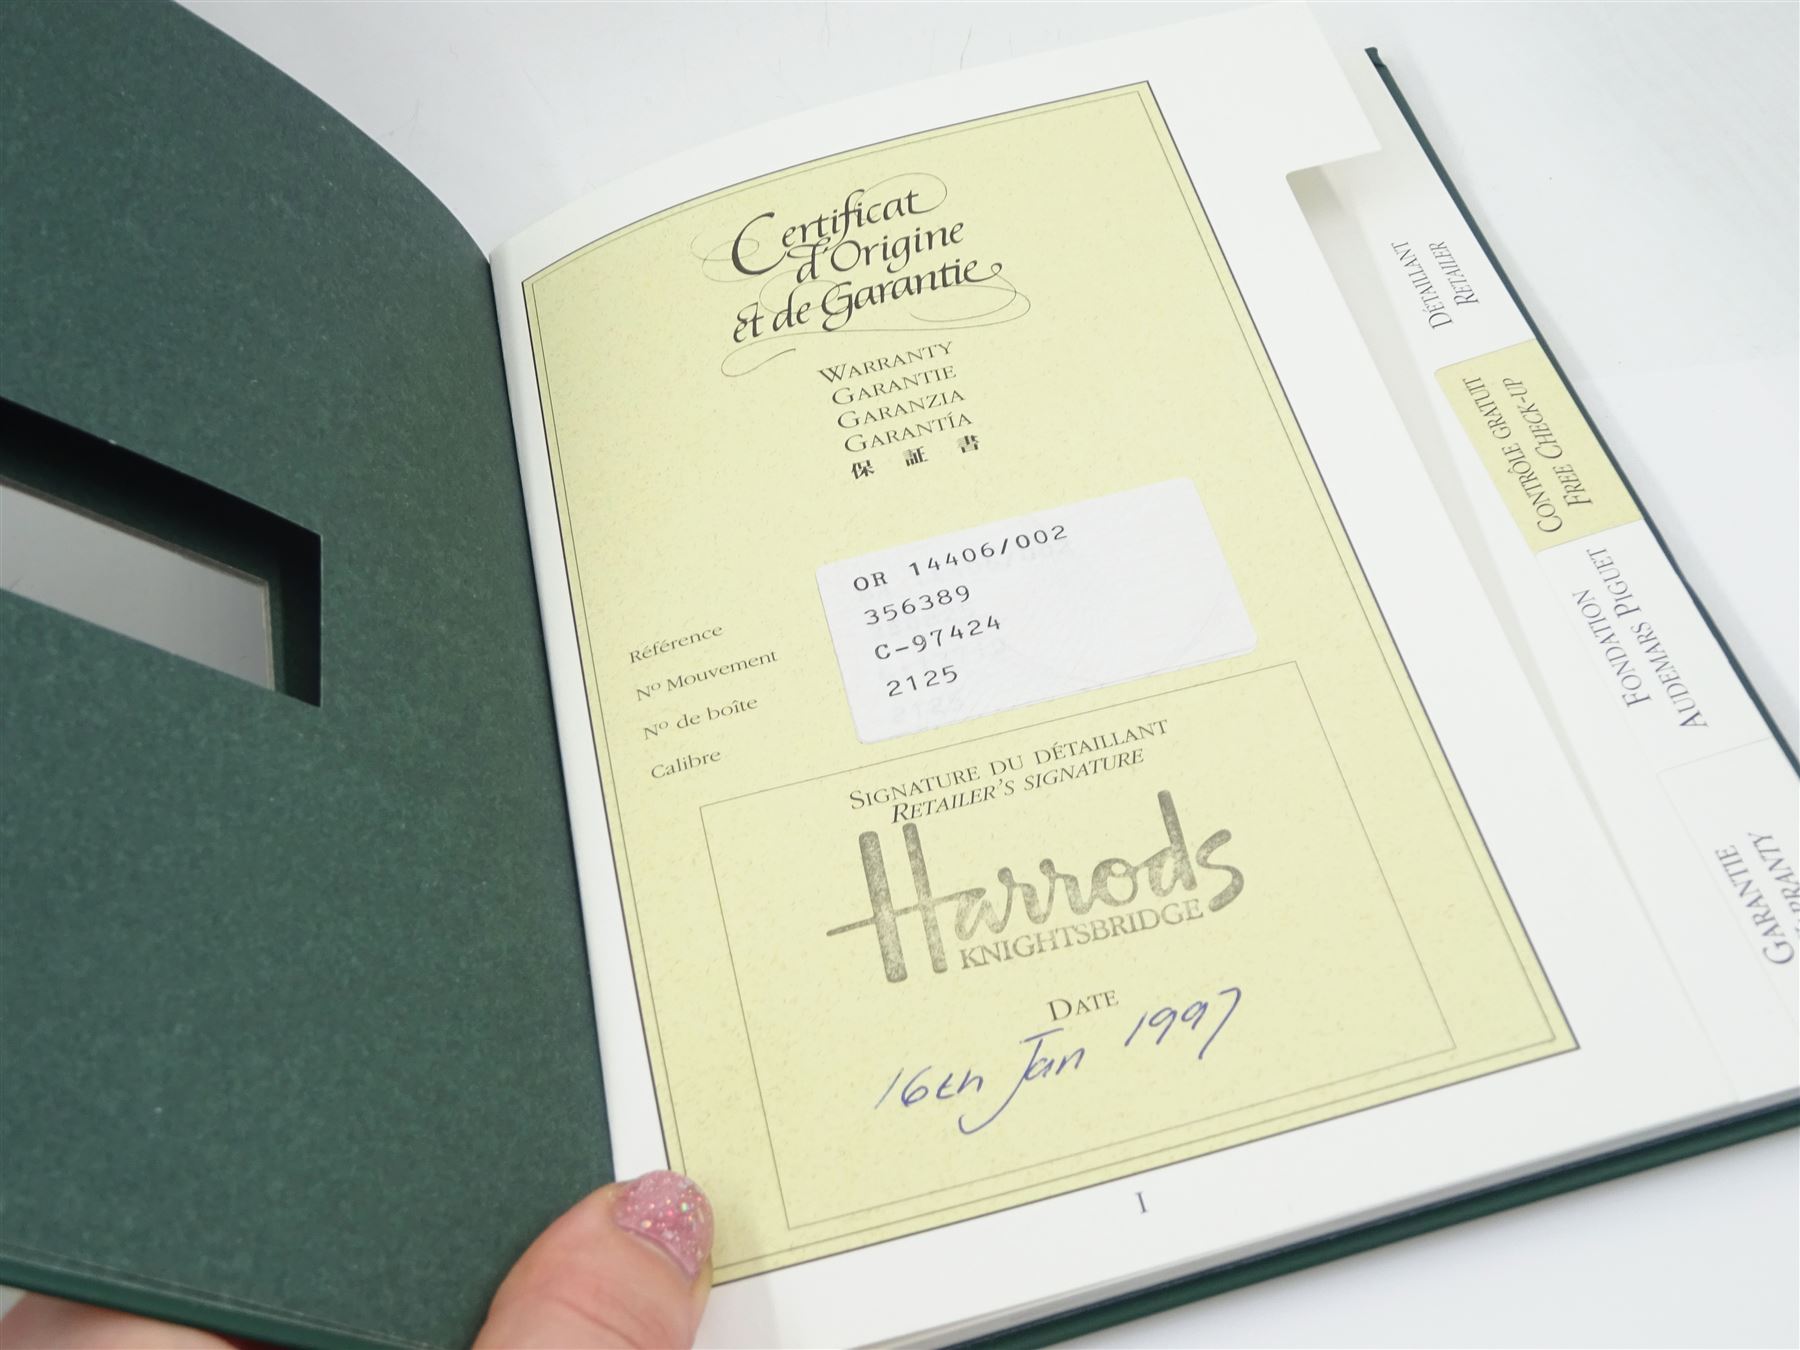 Certificat
d'Origine
et de Garantie
WARRANTY
GARANTIE
GARANZIA
GARANTÍA
保 証 書
Référence
OR 14406/002
Nº Mouvement
356389
Nº de boîte
C-97424
Calibre
2125
SIGNATURE DU DÉTAILLANT
RETAILER'S SIGNATURE
Harrods
KNIGHTSBRIDGE
DATE
16th Jan 1997
1
DÉTAILLANT
RETAILER
CONTRÔLE GRATUIT
FREE CHECK-UP
FONDATION
AUDEMARS PIGUET
GARANTIE